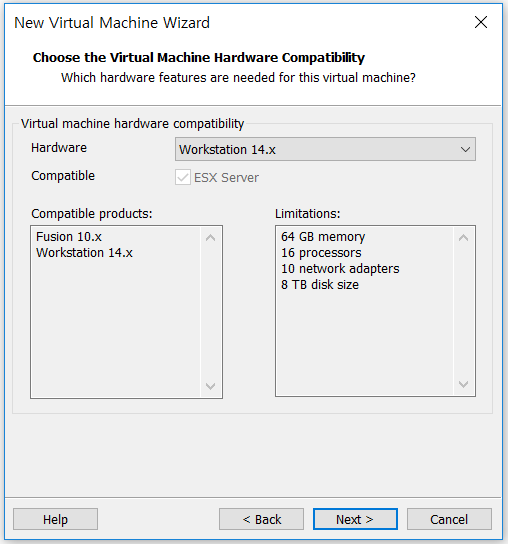 New Virtual Machine Wizard
Choose the Virtual Machine Hardware Compatibility
Which hardware features are needed for this virtual machine?
Virtual machine hardware compatibility
Hardware
Workstation 14.x
Compatible
ESX Server
Compatible products:
Fusion 10.x
Workstation 14.x
Limitations:
64 GB memory
16 processors
10 network adapters
8 TB disk size
Help
< Back
Next >
Cancel